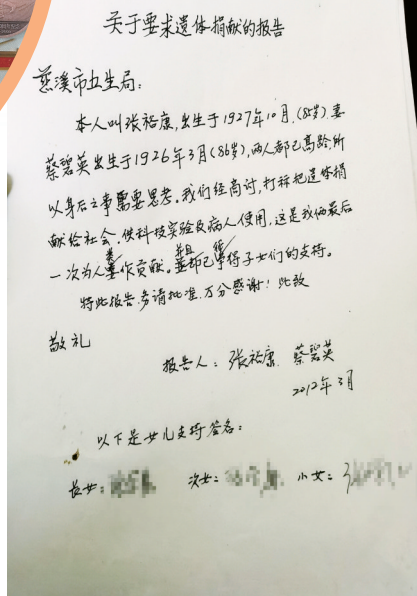 关于要求遗体捐献的报告
慈溪市卫生局:
本人叫张裕康,出生于1927年10月,(85岁)妻
蔡碧英出生于1926年3月(86岁),两人都已高龄,所
以身后之事需要思考。我们经商讨,打算把遗体捐
献给社会.供科技实验及病人使用,这是我俩最后
一次为人类作贡献。并且已获得子女们的支持。
特此报告.多请批准.万分感谢!此致
敬礼
报告人:张裕康 蔡碧英
2012年3月
以下是女儿支持签名:
长女: 次女: 小女: